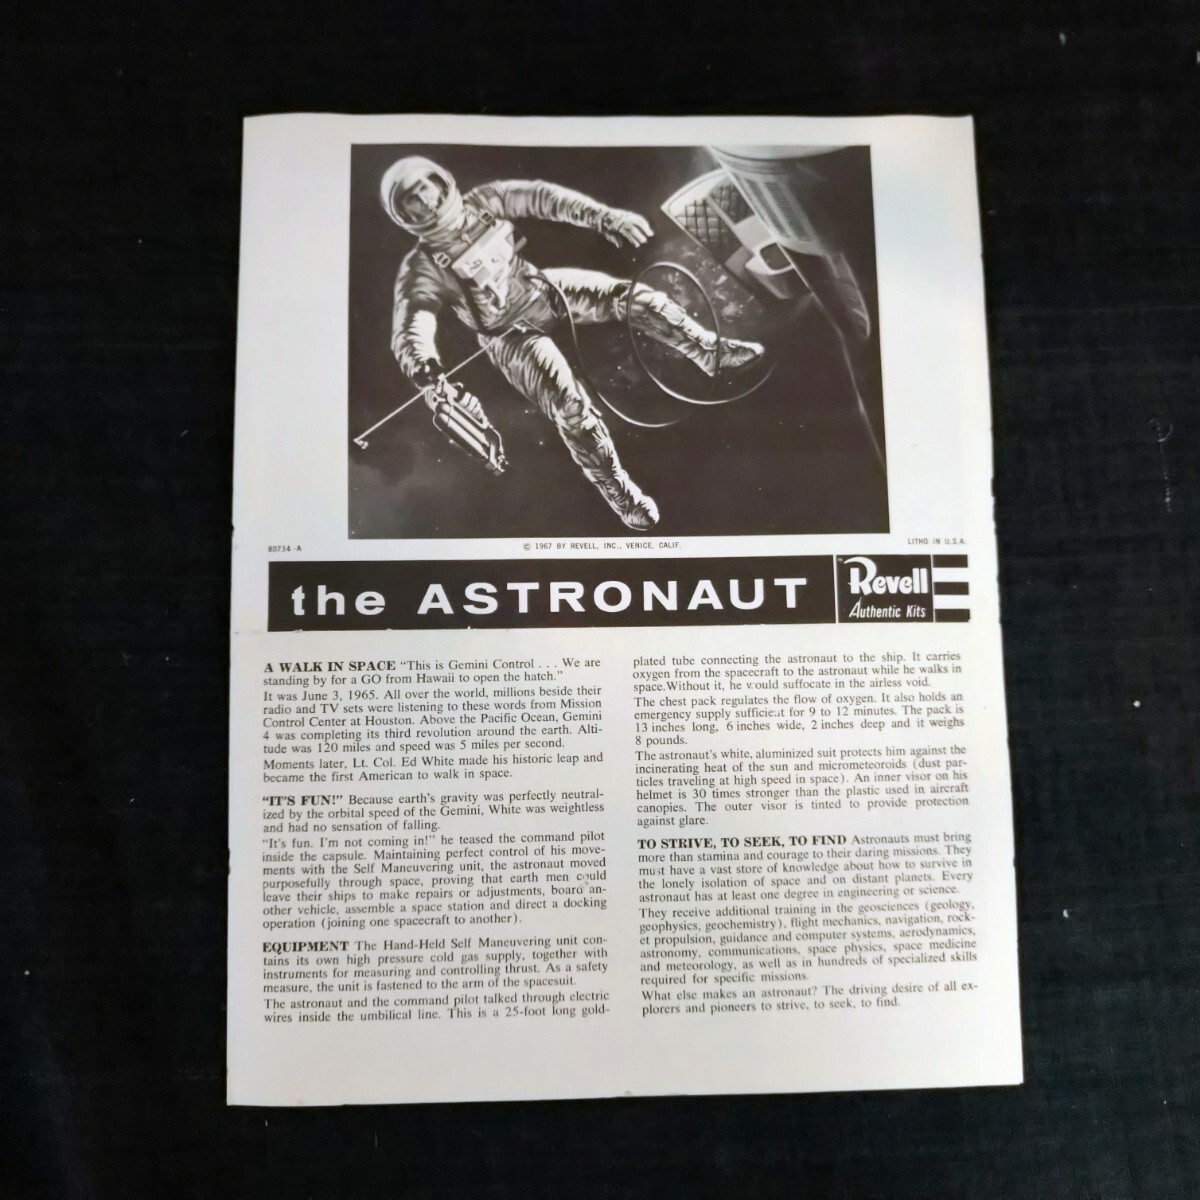 80734-A
© 1967 BY REVELL, INC., VENICE, CALIF.
LITHO IN U.S.A.
the ASTRONAUT
Revell
Authentic Kits
A WALK IN SPACE “This is Gemini Control . . . We are
standing by for a GO from Hawaii to open the hatch.”
It was June 3, 1965. All over the world, millions beside their
radio and TV sets were listening to these words from Mission
Control Center at Houston. Above the Pacific Ocean, Gemini
4 was completing its third revolution around the earth. Alti-
tude was 120 miles and speed was 5 miles per second.
Moments later, Lt. Col. Ed White made his historic leap and
became the first American to walk in space.
“IT’S FUN!” Because earth’s gravity was perfectly neutral-
ized by the orbital speed of the Gemini, White was weightless
and had no sensation of falling.
“It’s fun. I’m not coming in!” he teased the command pilot
inside the capsule. Maintaining perfect control of his move-
ments with the Self Maneuvering unit, the astronaut moved
purposefully through space, proving that earth men could
leave their ships to make repairs or adjustments, board an-
other vehicle, assemble a space station and direct a docking
operation (joining one spacecraft to another).
EQUIPMENT The Hand-Held Self Maneuvering unit con-
tains its own high pressure cold gas supply, together with
instruments for measuring and controlling thrust. As a safety
measure, the unit is fastened to the arm of the spacesuit.
The astronaut and the command pilot talked through electric
wires inside the umbilical line. This is a 25-foot long gold-
plated tube connecting the astronaut to the ship. It carries
oxygen from the spacecraft to the astronaut while he walks in
space.Without it, he would suffocate in the airless void.
The chest pack regulates the flow of oxygen. It also holds an
emergency supply sufficient for 9 to 12 minutes. The pack is
13 inches long, 6 inches wide, 2 inches deep and it weighs
8 pounds.
The astronaut’s white, aluminized suit protects him against the
incinerating heat of the sun and micrometeoroids (dust par-
ticles traveling at high speed in space). An inner visor on his
helmet is 30 times stronger than the plastic used in aircraft
canopies. The outer visor is tinted to provide protection
against glare.
TO STRIVE, TO SEEK, TO FIND Astronauts must bring
more than stamina and courage to their daring missions. They
must have a vast store of knowledge about how to survive in
the lonely isolation of space and on distant planets. Every
astronaut has at least one degree in engineering or science.
They receive additional training in the geosciences (geology,
geophysics, geochemistry), flight mechanics, navigation, rock-
et propulsion, guidance and computer systems, aerodynamics,
astronomy, communications, space physics, space medicine
and meteorology, as well as in hundreds of specialized skills
required for specific missions.
What else makes an astronaut? The driving desire of all ex-
plorers and pioneers to strive, to seek, to find.